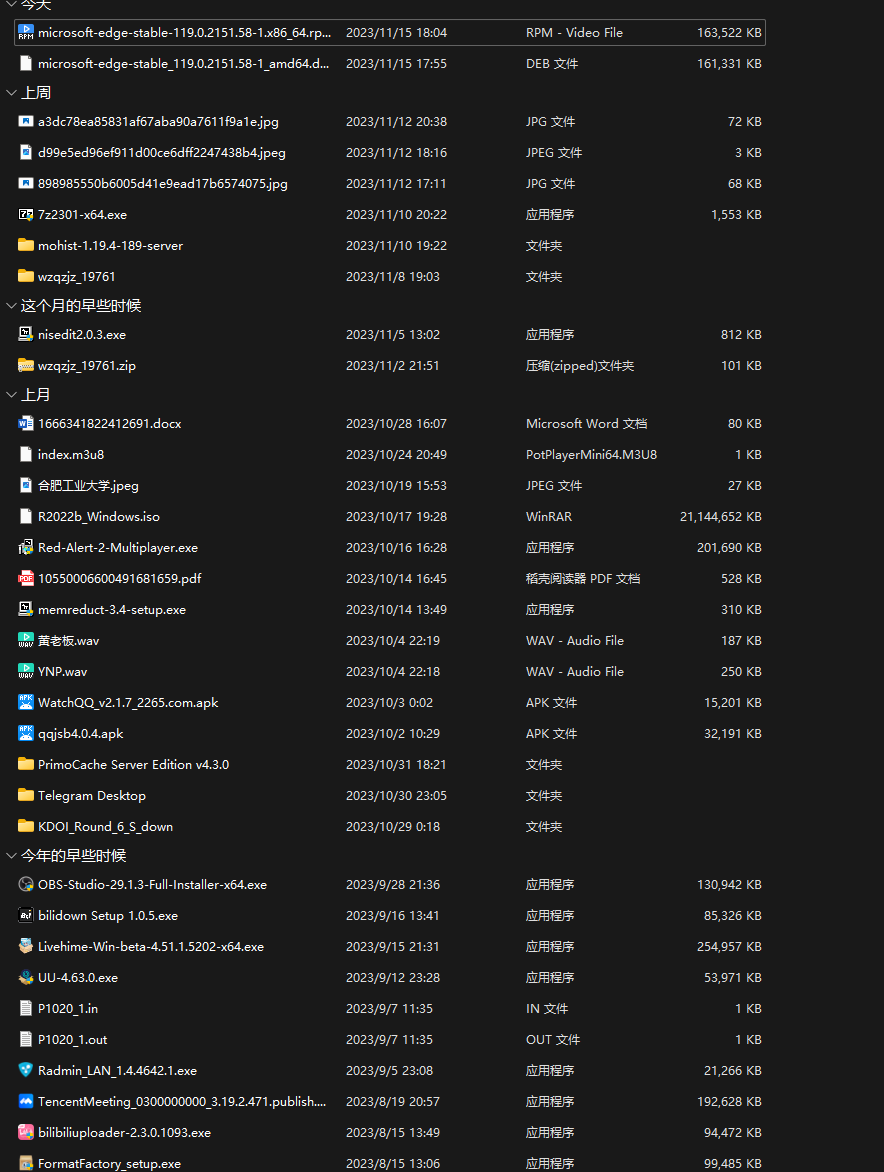 今天
microsoft-edge-stable-119.0.2151.58-1.x86_64.rp... 2023/11/15 18:04 RPM - Video File 163,522 KB
microsoft-edge-stable_119.0.2151.58-1_amd64.d... 2023/11/15 17:55 DEB 文件 161,331 KB
上周
a3dc78ea85831af67aba90a7611f9a1e.jpg 2023/11/12 20:38 JPG 文件 72 KB
d99e5ed96ef911d00ce6dff2247438b4.jpeg 2023/11/12 18:16 JPEG 文件 3 KB
898985550b6005d41e9ead17b6574075.jpg 2023/11/12 17:11 JPG 文件 68 KB
7z2301-x64.exe 2023/11/10 20:22 应用程序 1,553 KB
mohist-1.19.4-189-server 2023/11/10 19:22 文件夹
wzqzjz_19761 2023/11/8 19:03 文件夹
这个月的早些时候
nisedit2.0.3.exe 2023/11/5 13:02 应用程序 812 KB
wzqzjz_19761.zip 2023/11/2 21:51 压缩(zipped)文件夹 101 KB
上月
1666341822412691.docx 2023/10/28 16:07 Microsoft Word 文档 80 KB
index.m3u8 2023/10/24 20:49 PotPlayerMini64.M3U8 1 KB
合肥工业大学.jpeg 2023/10/19 15:53 JPEG 文件 27 KB
R2022b_Windows.iso 2023/10/17 19:28 WinRAR 21,144,652 KB
Red-Alert-2-Multiplayer.exe 2023/10/16 16:28 应用程序 201,690 KB
10550006600491681659.pdf 2023/10/14 16:45 稻壳阅读器 PDF 文档 528 KB
memreduct-3.4-setup.exe 2023/10/14 13:49 应用程序 310 KB
黄老板.wav 2023/10/4 22:19 WAV - Audio File 187 KB
YNP.wav 2023/10/4 22:18 WAV - Audio File 250 KB
WatchQQ_v2.1.7_2265.com.apk 2023/10/3 0:02 APK 文件 15,201 KB
qqjsb4.0.4.apk 2023/10/2 10:29 APK 文件 32,191 KB
PrimoCache Server Edition v4.3.0 2023/10/31 18:21 文件夹
Telegram Desktop 2023/10/30 23:05 文件夹
KDOI_Round_6_S_down 2023/10/29 0:18 文件夹
今年的早些时候
OBS-Studio-29.1.3-Full-Installer-x64.exe 2023/9/28 21:36 应用程序 130,942 KB
bilidown Setup 1.0.5.exe 2023/9/16 13:41 应用程序 85,326 KB
Livehime-Win-beta-4.51.1.5202-x64.exe 2023/9/15 21:31 应用程序 254,957 KB
UU-4.63.0.exe 2023/9/12 23:28 应用程序 53,971 KB
P1020_1.in 2023/9/7 11:35 IN 文件 1 KB
P1020_1.out 2023/9/7 11:35 OUT 文件 1 KB
Radmin_LAN_1.4.4642.1.exe 2023/9/5 23:08 应用程序 21,266 KB
TencentMeeting_0300000000_3.19.2.471.publish.... 2023/8/19 20:57 应用程序 192,628 KB
bilibiliuploader-2.3.0.1093.exe 2023/8/15 13:49 应用程序 94,472 KB
FormatFactory_setup.exe 2023/8/15 13:06 应用程序 99,485 KB